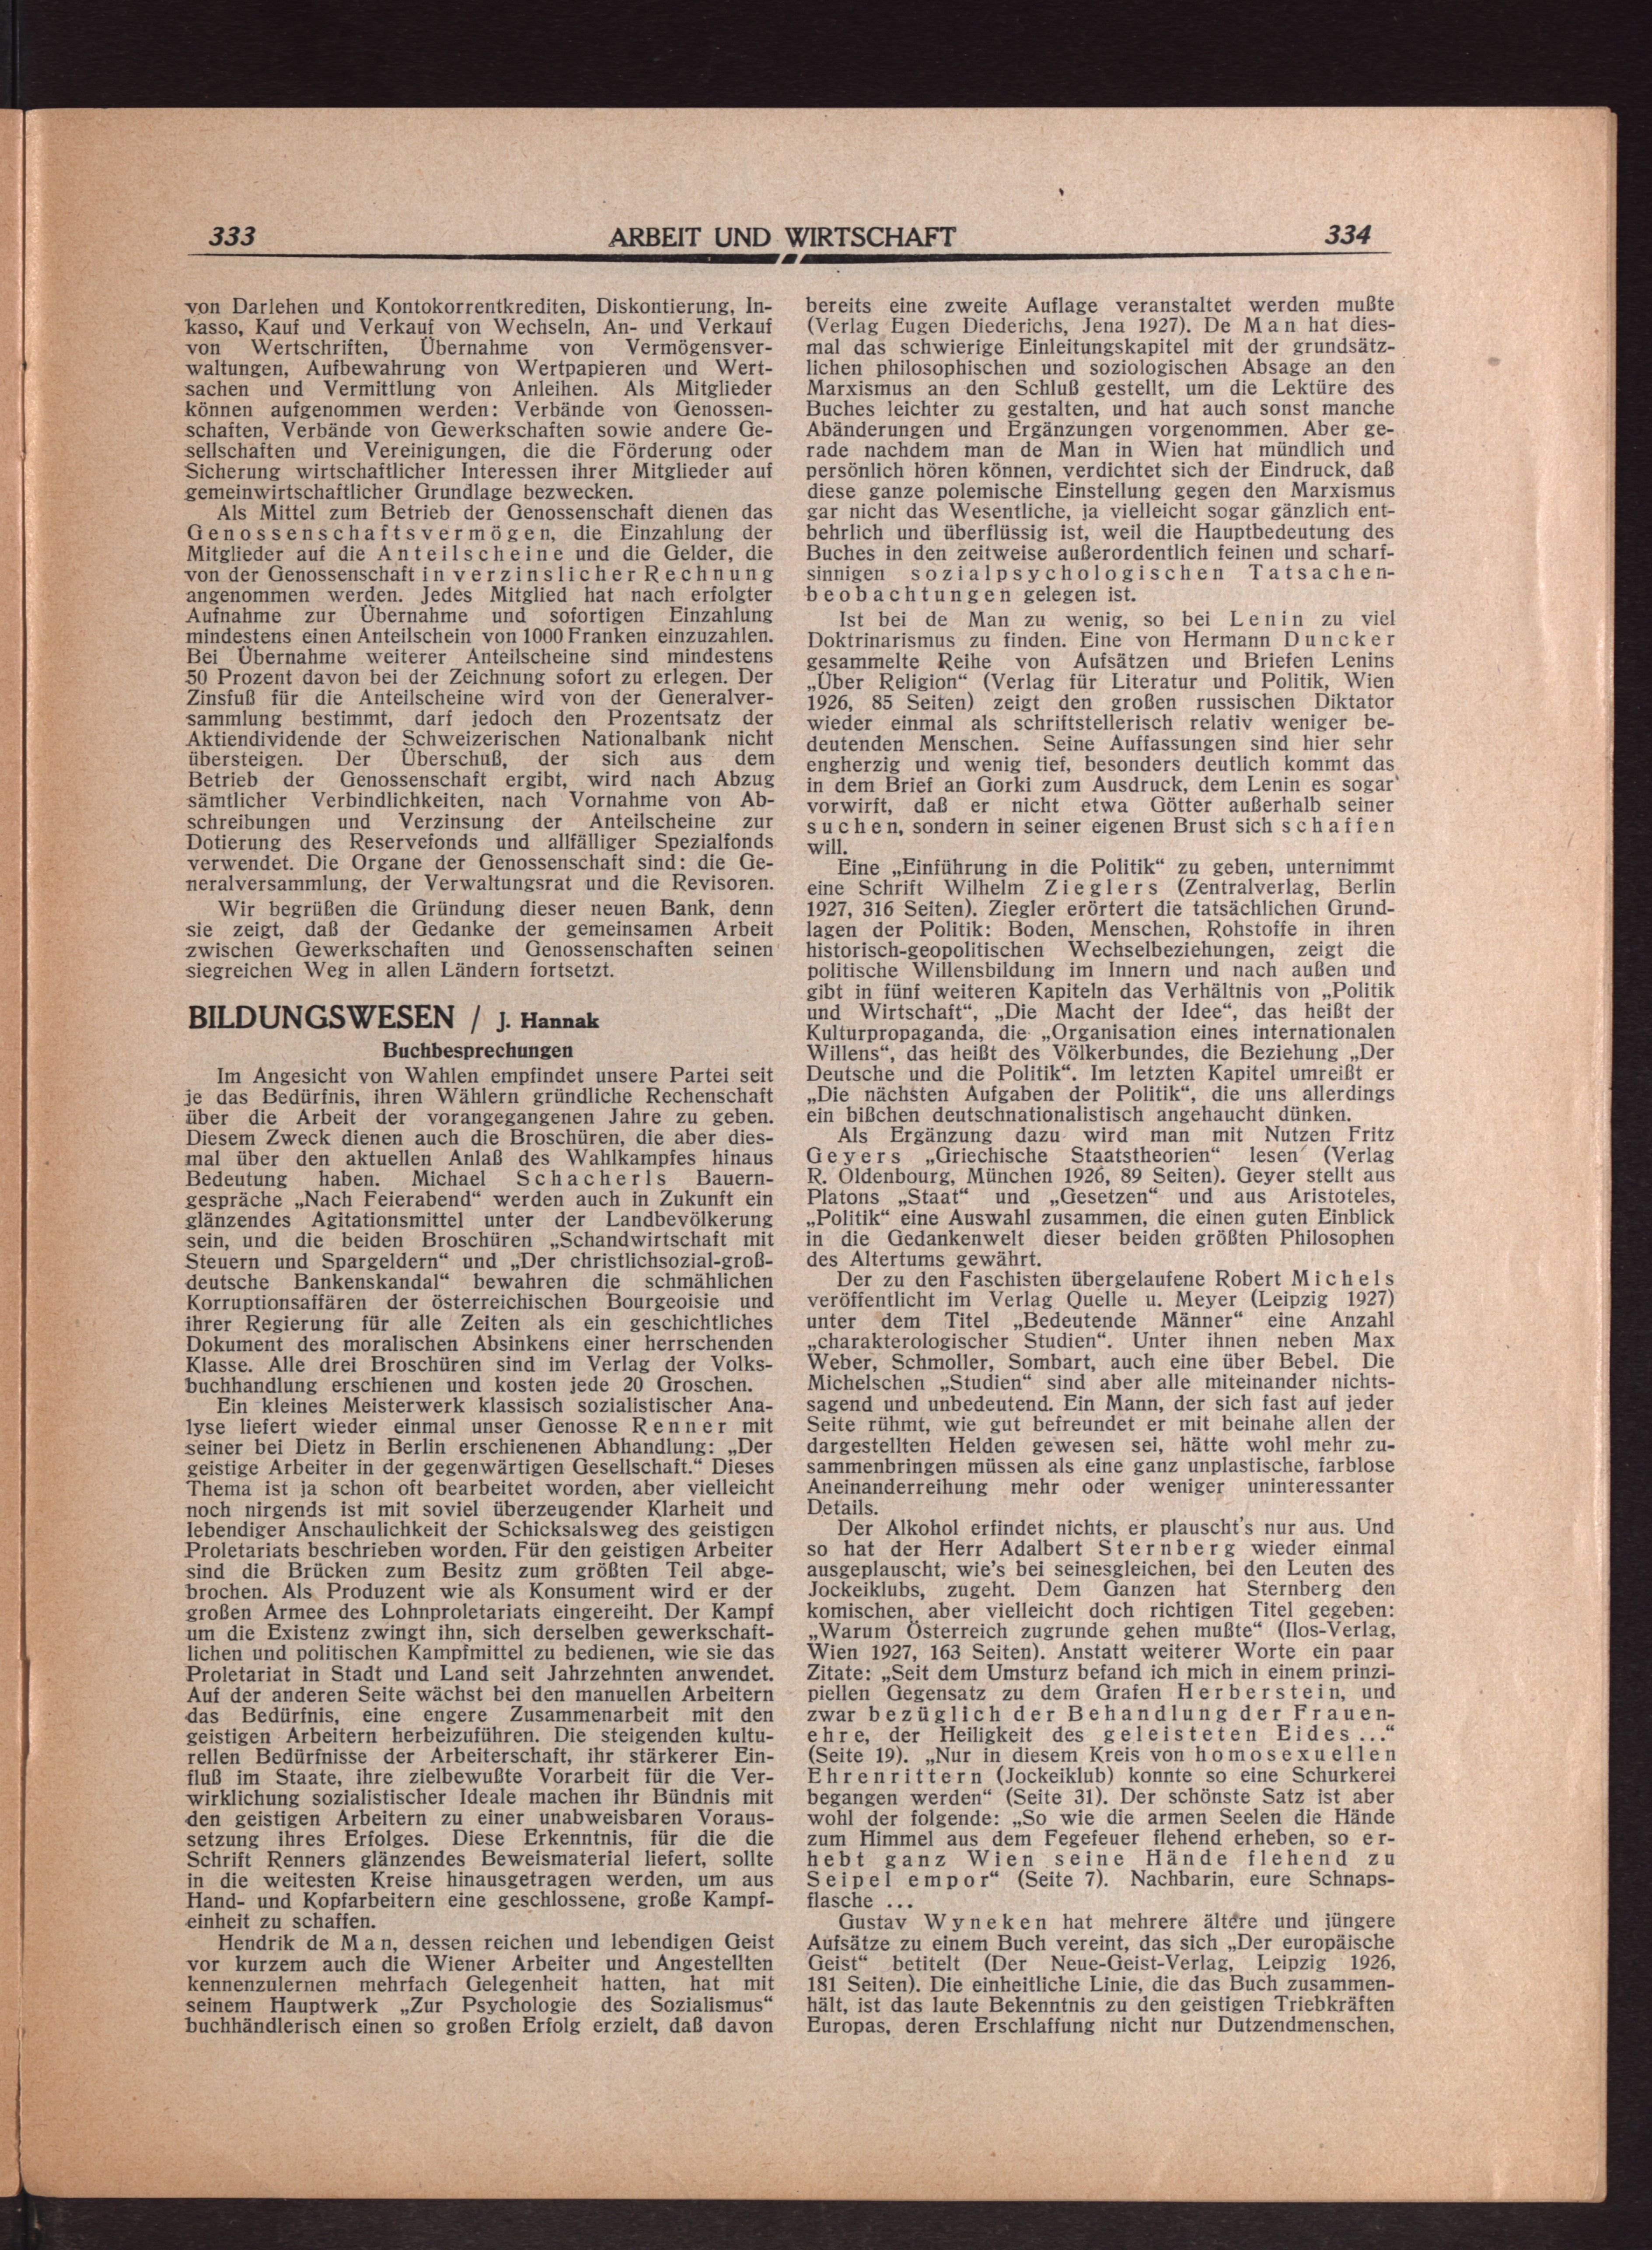 333
ARBEIT UND WIRTSCHAFT
334
von Darlehen und Kontokorrentkrediten, Diskontierung, In-
kasso, Kauf und Verkauf von Wechseln, An- und Verkauf
von Wertschriften, Übernahme von Vermögensver-
waltungen, Aufbewahrung von Wertpapieren und Wert-
sachen und Vermittlung von Anleihen. Als Mitglieder
können aufgenommen werden: Verbände von Genossen-
schaften, Verbände von Gewerkschaften sowie andere Ge-
sellschaften und Vereinigungen, die die Förderung oder
Sicherung wirtschaftlicher Interessen ihrer Mitglieder auf
gemeinwirtschaftlicher Grundlage bezwecken.
Als Mittel zum Betrieb der Genossenschaft dienen das
Genossenschaftsvermögen, die Einzahlung der
Mitglieder auf die Anteilscheine und die Gelder, die
von der Genossenschaft in verzinslicher Rechnung
angenommen werden. Jedes Mitglied hat nach erfolgter
Aufnahme zur Übernahme und sofortigen Einzahlung
mindestens einen Anteilschein von 1000 Franken einzuzahlen.
Bei Übernahme weiterer Anteilscheine sind mindestens
50 Prozent davon bei der Zeichnung sofort zu erlegen. Der
Zinsfuß für die Anteilscheine wird von der Generalver-
sammlung bestimmt, darf jedoch den Prozentsatz der
Aktiendividende der Schweizerischen Nationalbank nicht
übersteigen. Der Überschuß, der sich aus dem
Betrieb der Genossenschaft ergibt, wird nach Abzug
sämtlicher Verbindlichkeiten, nach Vornahme von Ab-
schreibungen und Verzinsung der Anteilscheine zur
Dotierung des Reservefonds und allfälliger Spezialfonds
verwendet. Die Organe der Genossenschaft sind: die Ge-
neralversammlung, der Verwaltungsrat und die Revisoren.
Wir begrüßen die Gründung dieser neuen Bank, denn
sie zeigt, daß der Gedanke der gemeinsamen Arbeit
zwischen Gewerkschaften und Genossenschaften seinen
siegreichen Weg in allen Ländern fortsetzt.
BILDUNGSWESEN / J. Hannak
Buchbesprechungen
Im Angesicht von Wahlen empfindet unsere Partei seit
je das Bedürfnis, ihren Wählern gründliche Rechenschaft
über die Arbeit der vorangegangenen Jahre zu geben.
Diesem Zweck dienen auch die Broschüren, die aber dies-
mal über den aktuellen Anlaß des Wahlkampfes hinaus
Bedeutung haben. Michael Schacherls Bauern-
gespräche „Nach Feierabend“ werden auch in Zukunft ein
glänzendes Agitationsmittel unter der Landbevölkerung
sein, und die beiden Broschüren „Schandwirtschaft mit
Steuern und Spargeldern“ und „Der christlichsozial-groß-
deutsche Bankenskandal“ bewahren die schmählichen
Korruptionsaffären der österreichischen Bourgeoisie und
ihrer Regierung für alle Zeiten als ein geschichtliches
Dokument des moralischen Absinkens einer herrschenden
Klasse. Alle drei Broschüren sind im Verlag der Volks-
buchhandlung erschienen und kosten jede 20 Groschen.
Ein kleines Meisterwerk klassisch sozialistischer Ana-
lyse liefert wieder einmal unser Genosse Renner mit
seiner bei Dietz in Berlin erschienenen Abhandlung: „Der
geistige Arbeiter in der gegenwärtigen Gesellschaft.“ Dieses
Thema ist ja schon oft bearbeitet worden, aber vielleicht
noch nirgends ist mit soviel überzeugender Klarheit und
lebendiger Anschaulichkeit der Schicksalsweg des geistigen
Proletariats beschrieben worden. Für den geistigen Arbeiter
sind die Brücken zum Besitz zum größten Teil abge-
brochen. Als Produzent wie als Konsument wird er der
großen Armee des Lohnproletariats eingereiht. Der Kampf
um die Existenz zwingt ihn, sich derselben gewerkschaft-
lichen und politischen Kampfmittel zu bedienen, wie sie das
Proletariat in Stadt und Land seit Jahrzehnten anwendet.
Auf der anderen Seite wächst bei den manuellen Arbeitern
das Bedürfnis, eine engere Zusammenarbeit mit den
geistigen Arbeitern herbeizuführen. Die steigenden kultu-
rellen Bedürfnisse der Arbeiterschaft, ihr stärkerer Ein-
fluß im Staate, ihre zielbewußte Vorarbeit für die Ver-
wirklichung sozialistischer Ideale machen ihr Bündnis mit
den geistigen Arbeitern zu einer unabweisbaren Voraus-
setzung ihres Erfolges. Diese Erkenntnis, für die die
Schrift Renners glänzendes Beweismaterial liefert, sollte
in die weitesten Kreise hinausgetragen werden, um aus
Hand- und Kopfarbeitern eine geschlossene, große Kampf-
einheit zu schaffen.
Hendrik de Man, dessen reichen und lebendigen Geist
vor kurzem auch die Wiener Arbeiter und Angestellten
kennenzulernen mehrfach Gelegenheit hatten, hat mit
seinem Hauptwerk „Zur Psychologie des Sozialismus“
buchhändlerisch einen so großen Erfolg erzielt, daß davon
bereits eine zweite Auflage veranstaltet werden mußte
(Verlag Eugen Diederichs, Jena 1927). De Man hat dies-
mal das schwierige Einleitungskapitel mit der grundsätz-
lichen philosophischen und soziologischen Absage an den
Marxismus an den Schluß gestellt, um die Lektüre des
Buches leichter zu gestalten, und hat auch sonst manche
Abänderungen und Ergänzungen vorgenommen. Aber ge-
rade nachdem man de Man in Wien hat mündlich und
persönlich hören können, verdichtet sich der Eindruck, daß
diese ganze polemische Einstellung gegen den Marxismus
gar nicht das Wesentliche, ja vielleicht sogar gänzlich ent-
behrlich und überflüssig ist, weil die Hauptbedeutung des
Buches in den zeitweise außerordentlich feinen und scharf-
sinnigen sozialpsychologischen Tatsachen-
beobachtungen gelegen ist.
Ist bei de Man zu wenig, so bei Lenin zu viel
Doktrinarismus zu finden. Eine von Hermann Duncker
gesammelte Reihe von Aufsätzen und Briefen Lenins
„Über Religion“ (Verlag für Literatur und Politik, Wien
1926, 85 Seiten) zeigt den großen russischen Diktator
wieder einmal als schriftstellerisch relativ weniger be-
deutenden Menschen. Seine Auffassungen sind hier sehr
engherzig und wenig tief, besonders deutlich kommt das
in dem Brief an Gorki zum Ausdruck, dem Lenin es sogar
vorwirft, daß er nicht etwa Götter außerhalb seiner
suchen, sondern in seiner eigenen Brust sich schaffen
will.
Eine „Einführung in die Politik“ zu geben, unternimmt
eine Schrift Wilhelm Zieglers (Zentralverlag, Berlin
1927, 316 Seiten). Ziegler erörtert die tatsächlichen Grund-
lagen der Politik: Boden, Menschen, Rohstoffe in ihren
historisch-geopolitischen Wechselbeziehungen, zeigt die
politische Willensbildung im Innern und nach außen und
gibt in fünf weiteren Kapiteln das Verhältnis von „Politik
und Wirtschaft“, „Die Macht der Idee“, das heißt der
Kulturpropaganda, die „Organisation eines internationalen
Willens“, das heißt des Völkerbundes, die Beziehung „Der
Deutsche und die Politik“. Im letzten Kapitel umreißt er
„Die nächsten Aufgaben der Politik“, die uns allerdings
ein bißchen deutschnationalistisch angehaucht dünken.
Als Ergänzung dazu wird man mit Nutzen Fritz
Geyers „Griechische Staatstheorien“ lesen (Verlag
R. Oldenbourg, München 1926, 89 Seiten). Geyer stellt aus
Platons „Staat“ und „Gesetzen“ und aus Aristoteles,
„Politik“ eine Auswahl zusammen, die einen guten Einblick
in die Gedankenwelt dieser beiden größten Philosophen
des Altertums gewährt.
Der zu den Faschisten übergelaufene Robert Michels
veröffentlicht im Verlag Quelle u. Meyer (Leipzig 1927)
unter dem Titel „Bedeutende Männer“ eine Anzahl
„charakterologischer Studien“. Unter ihnen neben Max
Weber, Schmoller, Sombart, auch eine über Bebel. Die
Michelschen „Studien“ sind aber alle miteinander nichts-
sagend und unbedeutend. Ein Mann, der sich fast auf jeder
Seite rühmt, wie gut befreundet er mit beinahe allen der
dargestellten Helden gewesen sei, hätte wohl mehr zu-
sammenbringen müssen als eine ganz unplastische, farblose
Aneinanderreihung mehr oder weniger uninteressanter
Details.
Der Alkohol erfindet nichts, er plauscht's nur aus. Und
so hat der Herr Adalbert Sternberg wieder einmal
ausgeplauscht, wie's bei seinesgleichen, bei den Leuten des
Jockeiklubs, zugeht. Dem Ganzen hat Sternberg den
komischen, aber vielleicht doch richtigen Titel gegeben:
„Warum Österreich zugrunde gehen mußte“ (Ilos-Verlag,
Wien 1927, 163 Seiten). Anstatt weiterer Worte ein paar
Zitate: „Seit dem Umsturz befand ich mich in einem prinzi-
piellen Gegensatz zu dem Grafen Herberstein, und
zwar bezüglich der Behandlung der Frauen-
ehre, der Heiligkeit des geleisteten Eides ...“
(Seite 19). „Nur in diesem Kreis von homosexuellen
Ehrenrittern (Jockeiklub) konnte so eine Schurkerei
begangen werden“ (Seite 31). Der schönste Satz ist aber
wohl der folgende: „So wie die armen Seelen die Hände
zum Himmel aus dem Fegefeuer flehend erheben, so er-
hebt ganz Wien seine Hände flehend zu
Seipel empor“ (Seite 7). Nachbarin, eure Schnaps-
flasche ...
Gustav Wyneken hat mehrere ältere und jüngere
Aufsätze zu einem Buch vereint, das sich „Der europäische
Geist“ betitelt (Der Neue-Geist-Verlag, Leipzig 1926,
181 Seiten). Die einheitliche Linie, die das Buch zusammen-
hält, ist das laute Bekenntnis zu den geistigen Triebkräften
Europas, deren Erschlaffung nicht nur Dutzendmenschen,